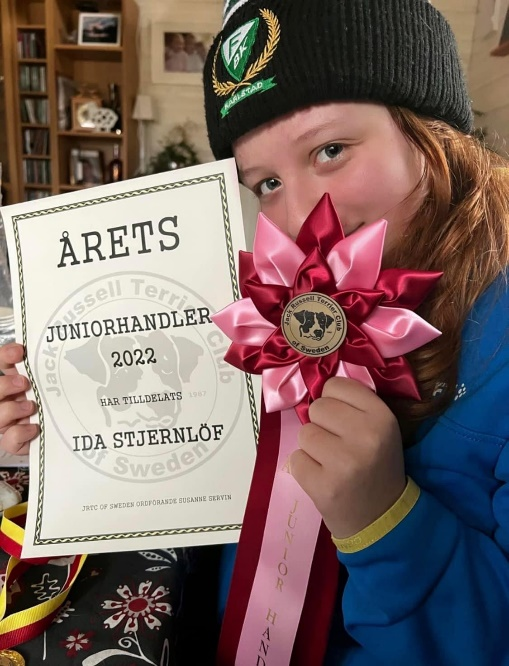 FBK
KARLSTAD
ÅRETS
Jack Russell Terrier Club
of Sweden
1967
JUNIORHANDLER
2022
HAR TILLDELATS
IDA STJERNLÖF
JRTC OF SWEDEN ORDFÖRANDE SUSANNE SERVIN
Jack Russell Terrier Club
of Sweden
JUNIOR HAND